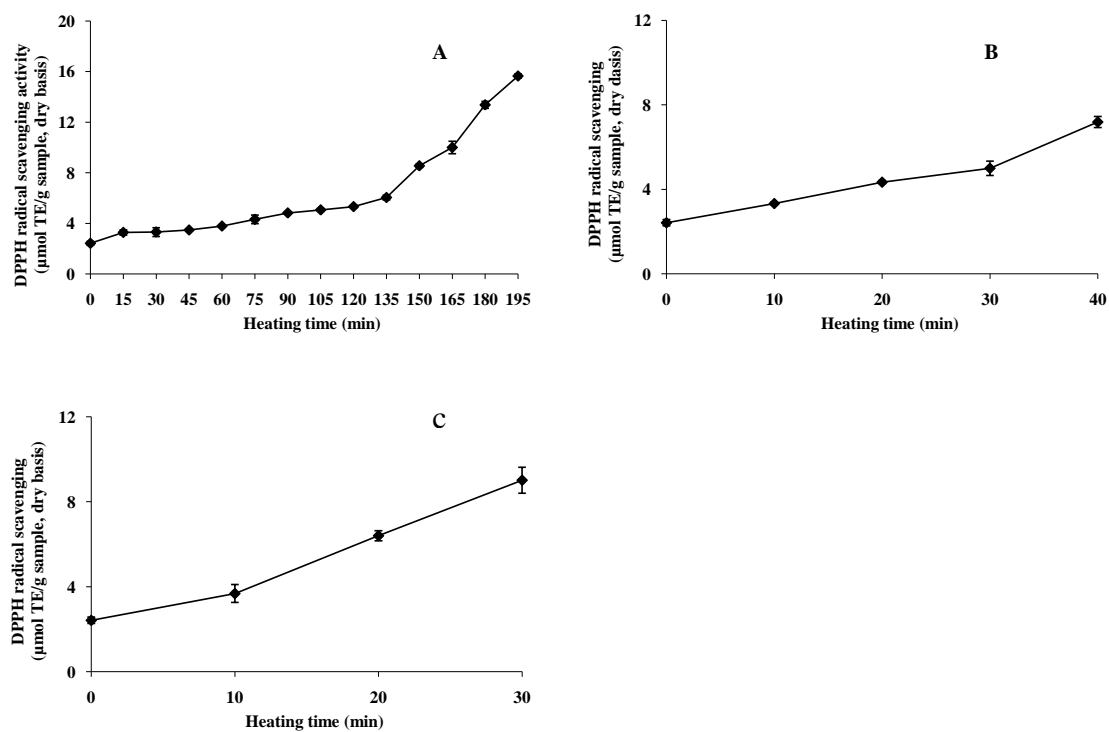 DPPH radical scavenging activity
(µmol TE/g sample, dry basis)
20
16
12
8
4
0
A
0 15 30 45 60 75 90 105 120 135 150 165 180 195
Heating time (min)
DPPH radical scavenging
(µmol TE/g sample, dry dasis)
12
8
4
0
B
0 10 20 30 40
Heating time (min)
DPPH radical scavenging
(µmol TE/g sample, dry basis)
12
8
4
0
C
0 10 20 30
Heating time (min)